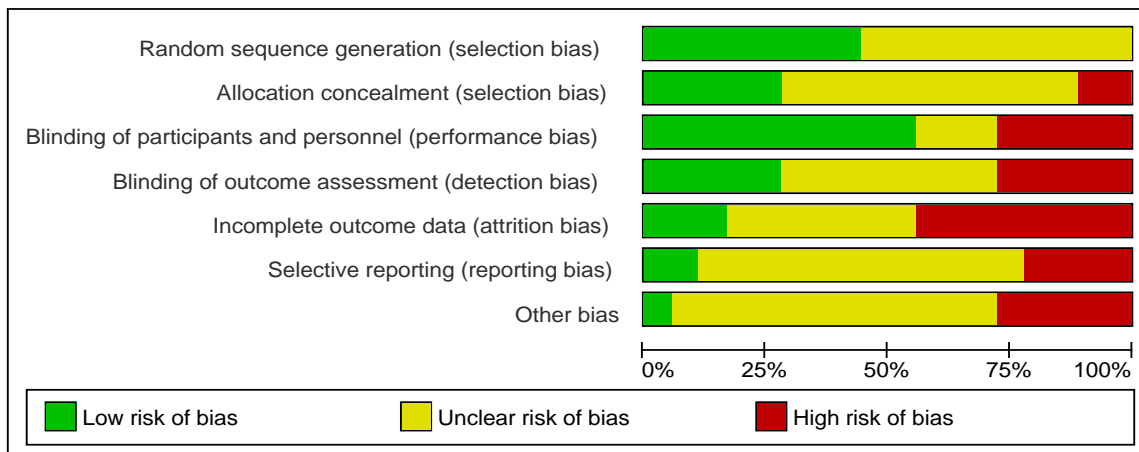 Random sequence generation (selection bias)
Allocation concealment (selection bias)
Blinding of participants and personnel (performance bias)
Blinding of outcome assessment (detection bias)
Incomplete outcome data (attrition bias)
Selective reporting (reporting bias)
Other bias
0% 25% 50% 75% 100%
Low risk of bias Unclear risk of bias High risk of bias